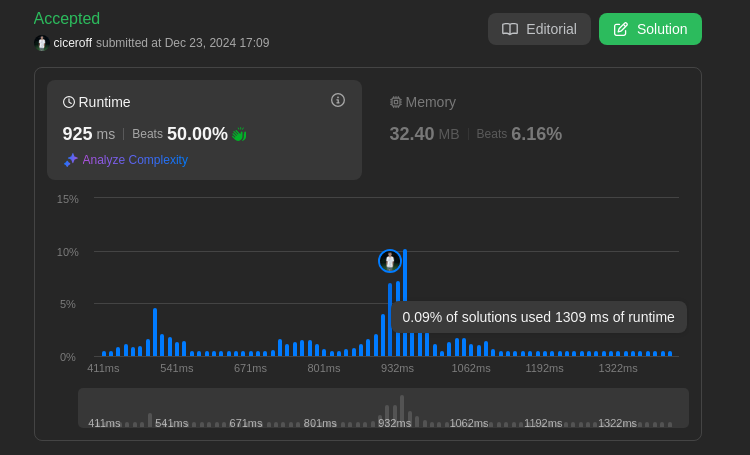 Accepted
ciceroff submitted at Dec 23, 2024 17:09
Editorial
Solution
Runtime
925 ms | Beats 50.00%
Analyze Complexity
Memory
32.40 MB | Beats 6.16%
15%
10%
5%
0%
0.09% of solutions used 1309 ms of runtime
411ms 541ms 671ms 801ms 932ms 1062ms 1192ms 1322ms
411ms 541ms 671ms 801ms 932ms 1062ms 1192ms 1322ms